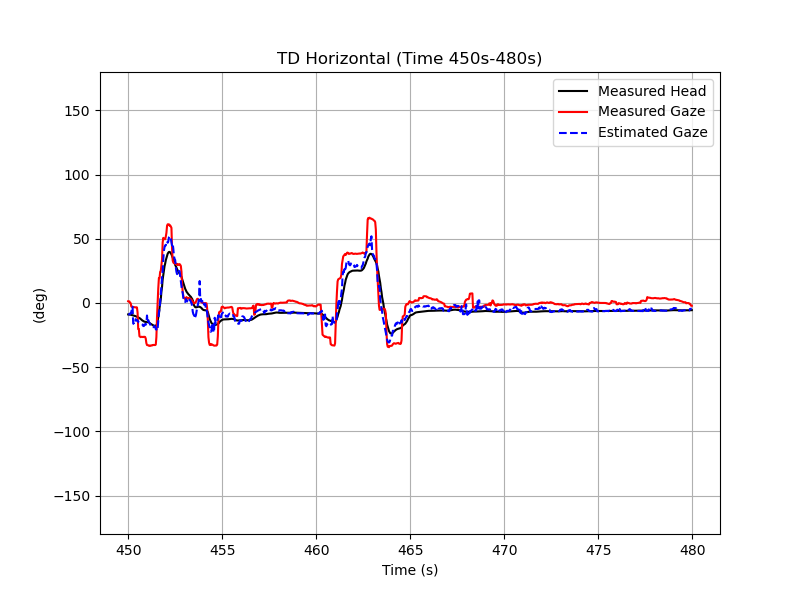 TD Horizontal (Time 450s-480s)
Measured Head
Measured Gaze
Estimated Gaze
150
100
50
0
−50
−100
−150
(deg)
450 455 460 465 470 475 480
Time (s)